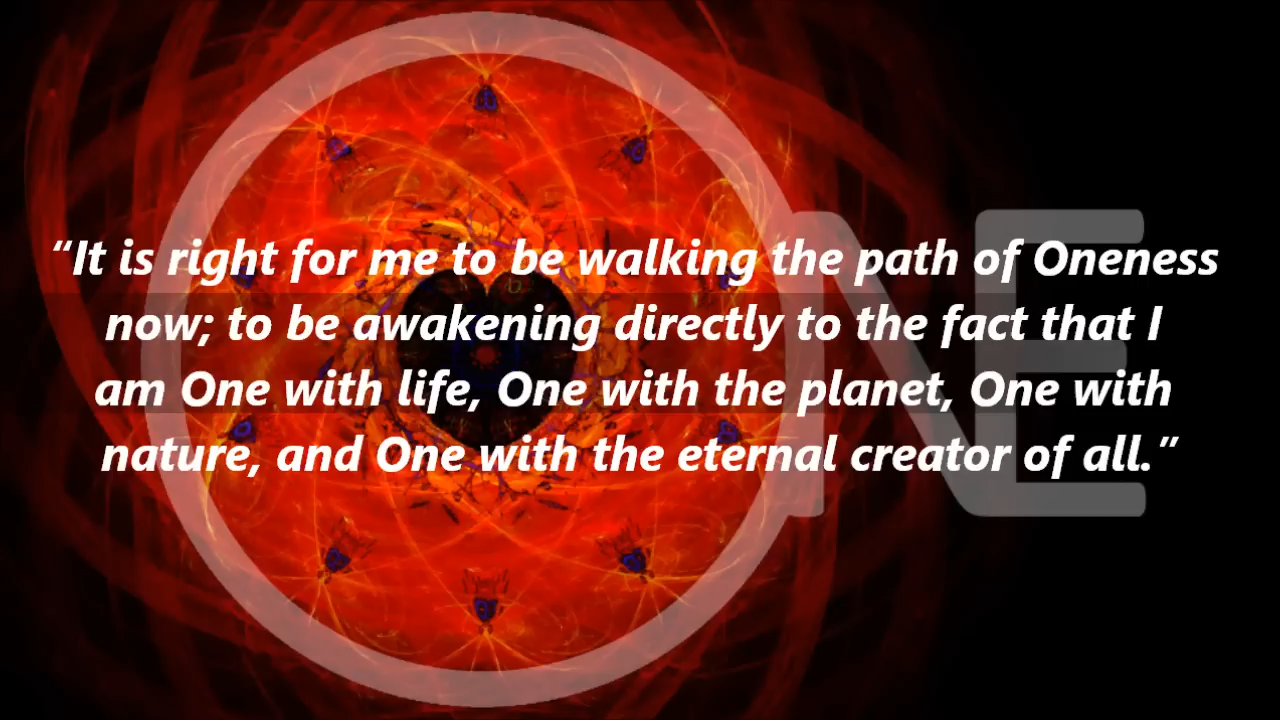 ONE
“It is right for me to be walking the path of Oneness
now; to be awakening directly to the fact that I
am One with life, One with the planet, One with
nature, and One with the eternal creator of all.”